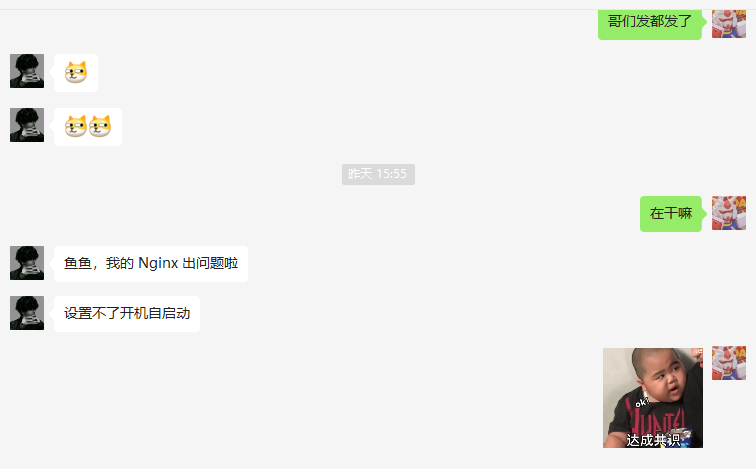 哥们发都发了
昨天 15:55
在干嘛
鱼鱼，我的 Nginx 出问题啦
设置不了开机自启动
ok?
达成共识